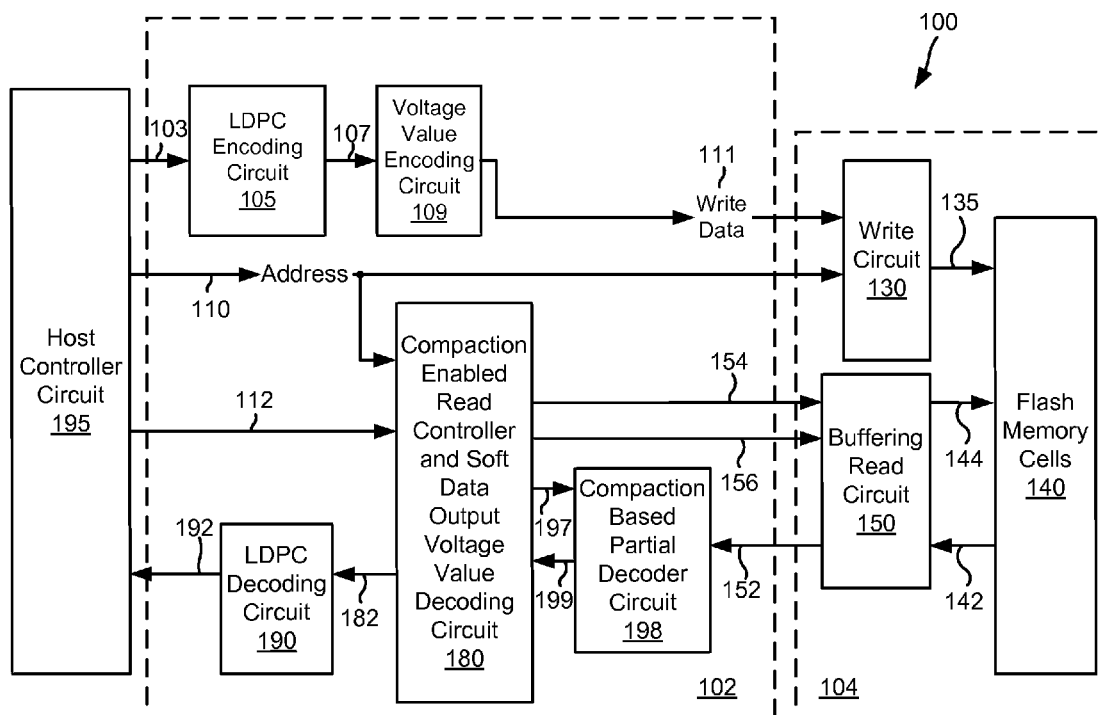 100
103
LDPC
Encoding
Circuit
105
107
Voltage
Value
Encoding
Circuit
109
111
Write
Data
Write
Circuit
130
135
110
Address
Host
Controller
Circuit
195
112
Compaction
Enabled
Read
Controller
and Soft
Data
Output
Voltage
Value
Decoding
Circuit
180
154
156
Buffering
Read
Circuit
150
144
142
Flash
Memory
Cells
140
197
199
Compaction
Based
Partial
Decoder
Circuit
198
152
192
LDPC
Decoding
Circuit
190
182
102
104